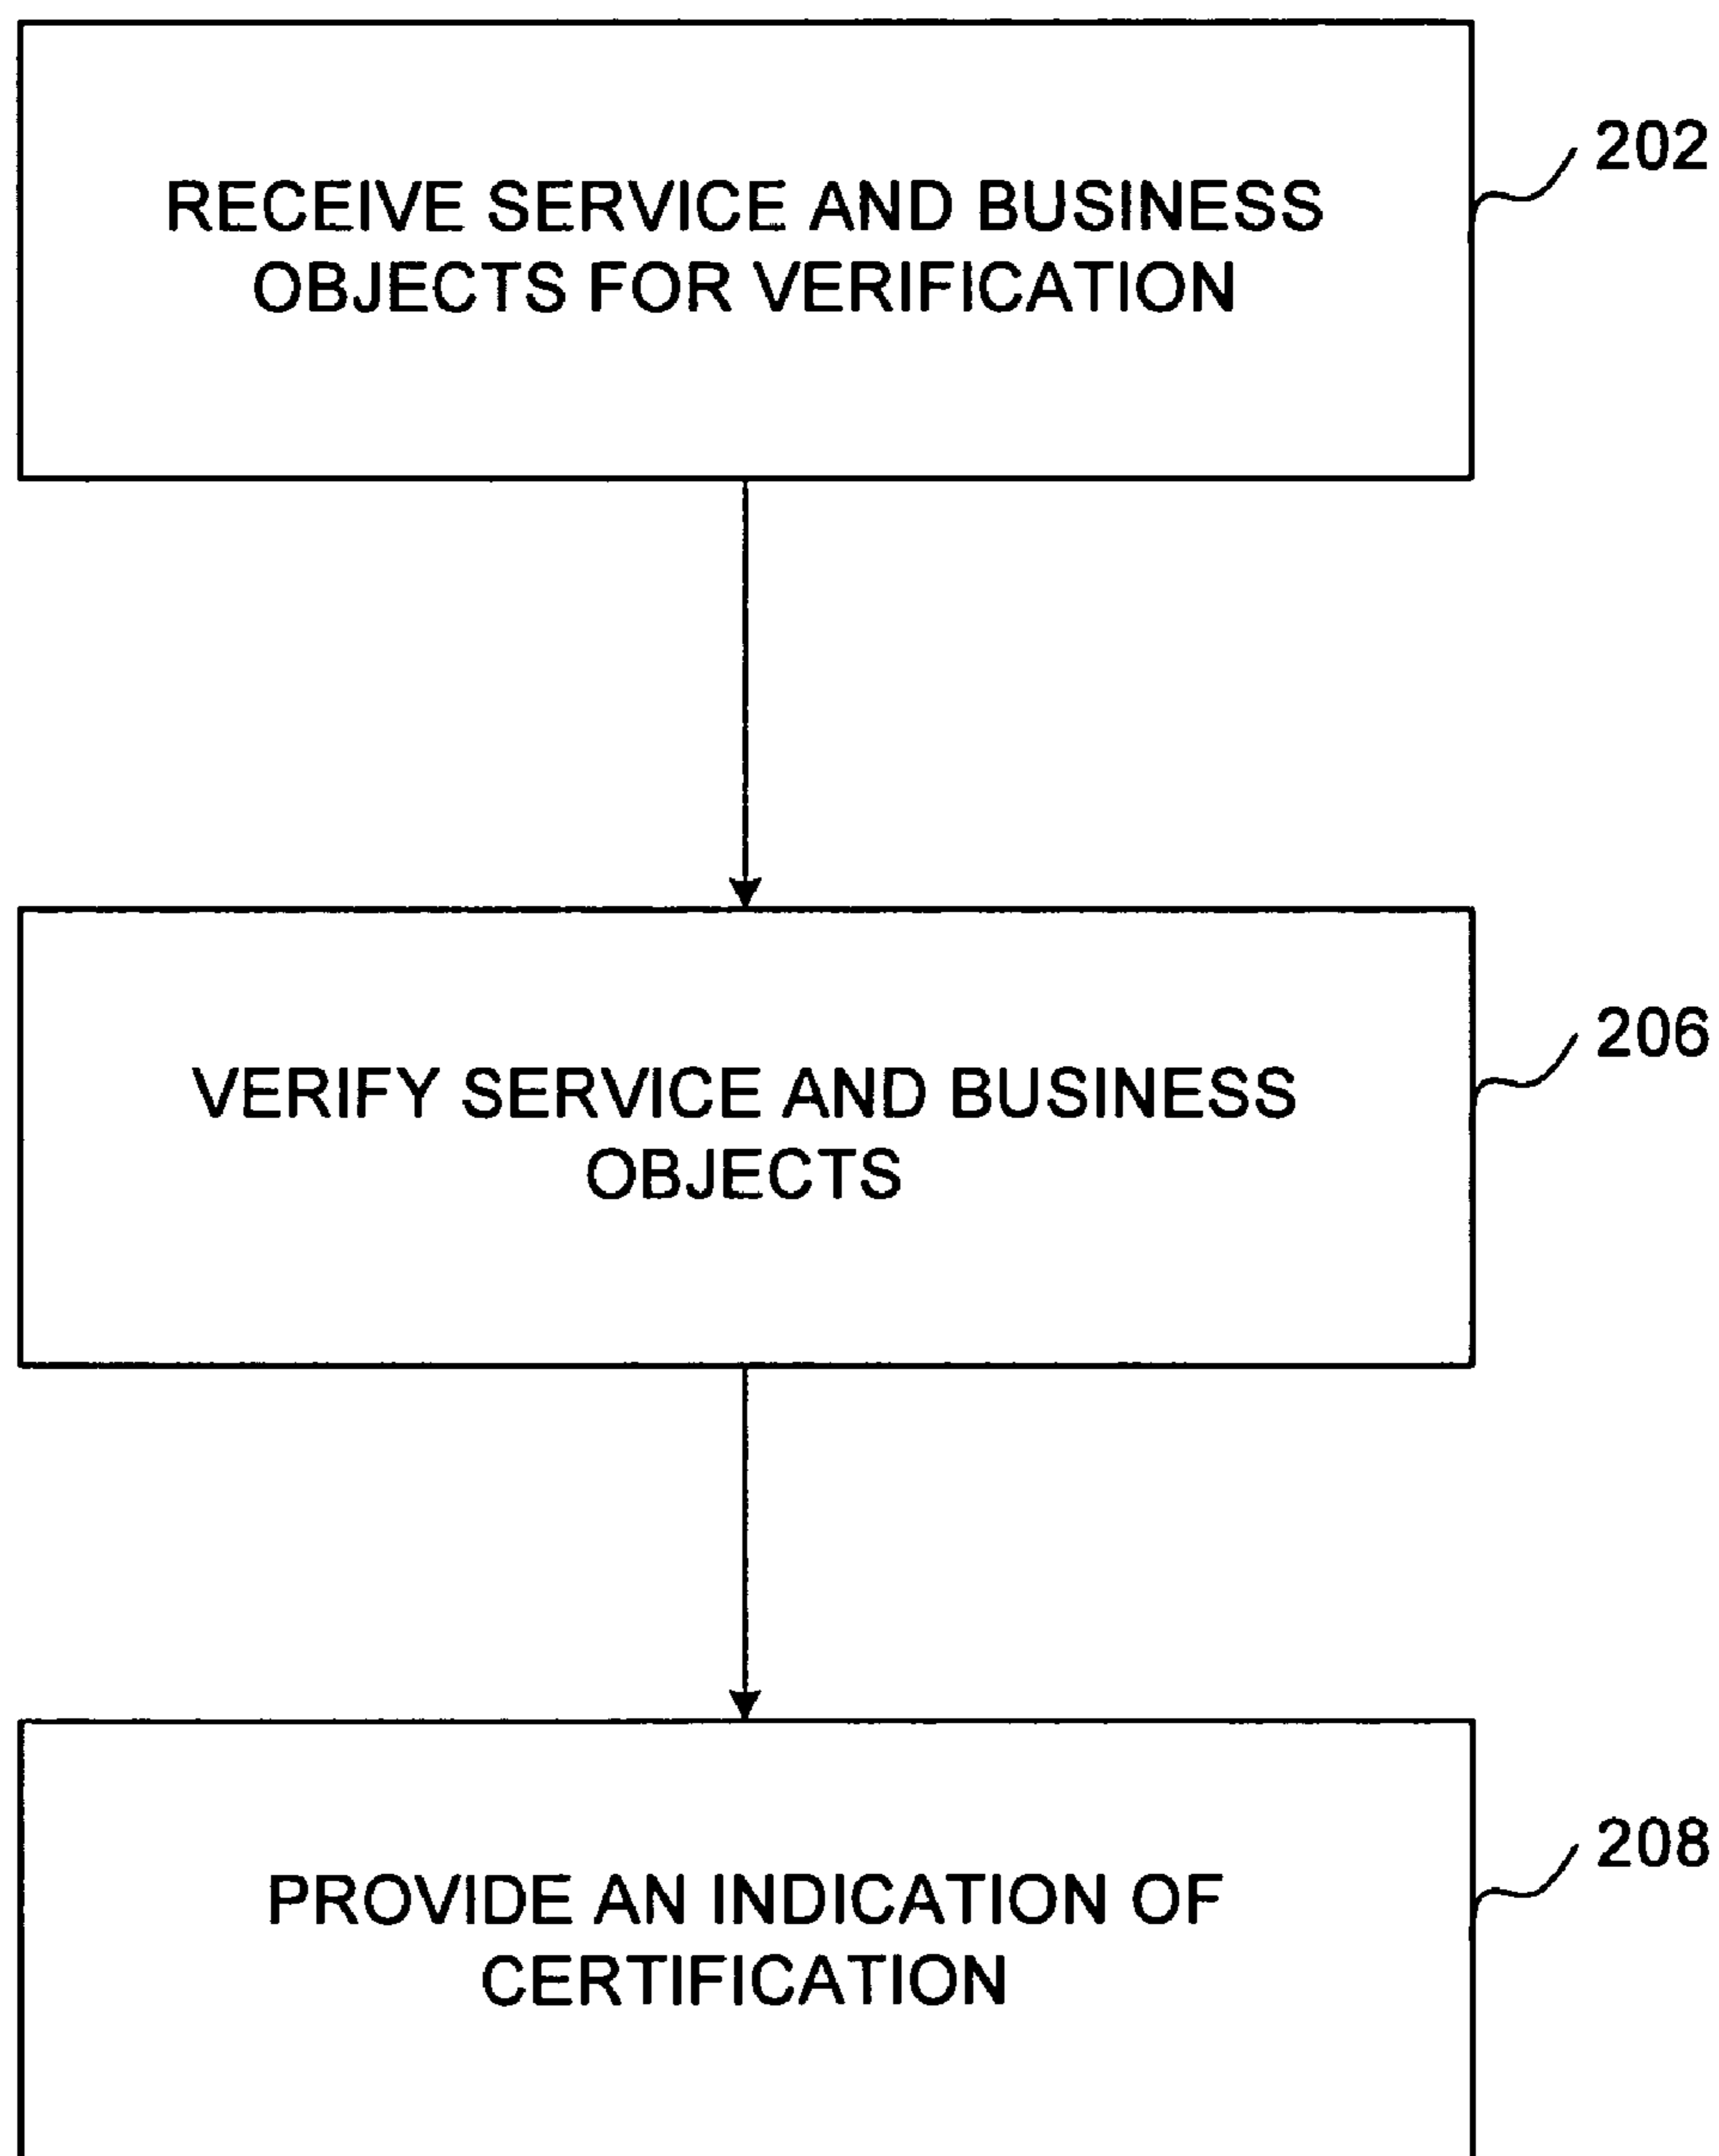 RECEIVE SERVICE AND BUSINESS
OBJECTS FOR VERIFICATION
202
VERIFY SERVICE AND BUSINESS
OBJECTS
206
PROVIDE AN INDICATION OF
CERTIFICATION
208